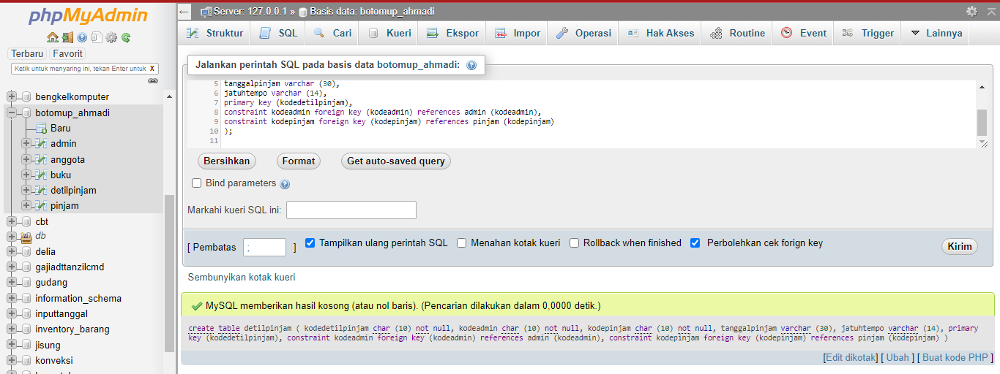 phpMyAdmin
Terbaru Favorit
Ketik untuk menyaring ini, tekan Enter untuk X
bengkelkomputer
botomup_ahmadi
Baru
admin
anggota
buku
detilpinjam
pinjam
cbt
db
delia
gajiadttanzilcmd
gudang
information_schema
inputtanggal
inventory_barang
jisung
konveksi
Server: 127.0.0.1 » Basis data: botomup_ahmadi
Struktur SQL Cari Kueri Ekspor Impor Operasi Hak Akses Routine Event Trigger Lainnya
Jalankan perintah SQL pada basis data botomup_ahmadi:
5 tanggalpinjam varchar (30),
6 jatuhtempo varchar (14),
7 primary key (kodedetilpinjam),
8 constraint kodeadmin foreign key (kodeadmin) references admin (kodeadmin),
9 constraint kodepinjam foreign key (kodepinjam) references pinjam (kodepinjam)
10 );
11
Bersihkan Format Get auto-saved query
Bind parameters
Markahi kueri SQL ini:
[ Pembatas ; ] Tampilkan ulang perintah SQL Menahan kotak kueri Rollback when finished Perbolehkan cek forign key Kirim
Sembunyikan kotak kueri
MySQL memberikan hasil kosong (atau nol baris). (Pencarian dilakukan dalam 0,0000 detik.)
create table detilpinjam ( kodedetilpinjam char (10) not null, kodeadmin char (10) not null, kodepinjam char (10) not null, tanggalpinjam varchar (30), jatuhtempo varchar (14), primary
key (kodedetilpinjam), constraint kodeadmin foreign key (kodeadmin) references admin (kodeadmin), constraint kodepinjam foreign key (kodepinjam) references pinjam (kodepinjam) )
[Edit dikotak] [ Ubah ] [ Buat kode PHP ]